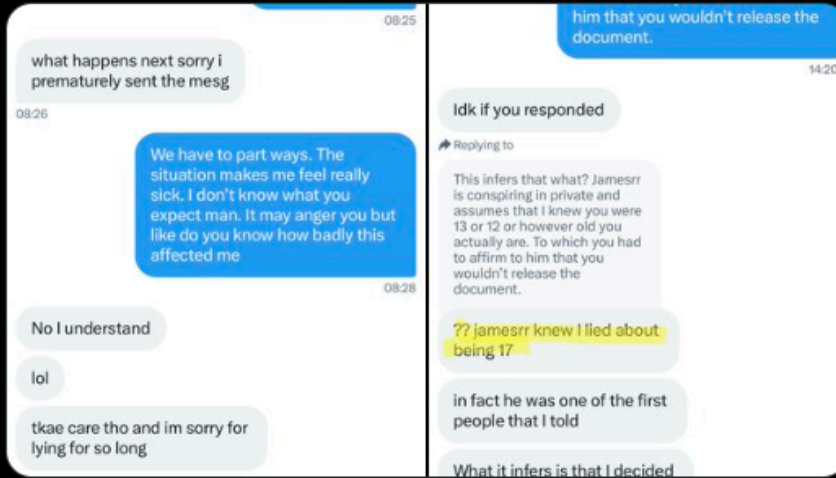 08:25
what happens next sorry i
prematurely sent the mesg
08:26
We have to part ways. The
situation makes me feel really
sick. I don't know what you
expect man. It may anger you but
like do you know how badly this
affected me
08:28
No I understand
lol
tkae care tho and im sorry for
lying for so long
him that you wouldn't release the
document.
14:20
Idk if you responded
Replying to
This infers that what? Jamesrr
is conspiring in private and
assumes that I knew you were
13 or 12 or however old you
actually are. To which you had
to affirm to him that you
wouldn't release the
document.
?? jamesrr knew I lied about
being 17
in fact he was one of the first
people that I told
What it infers is that I decided